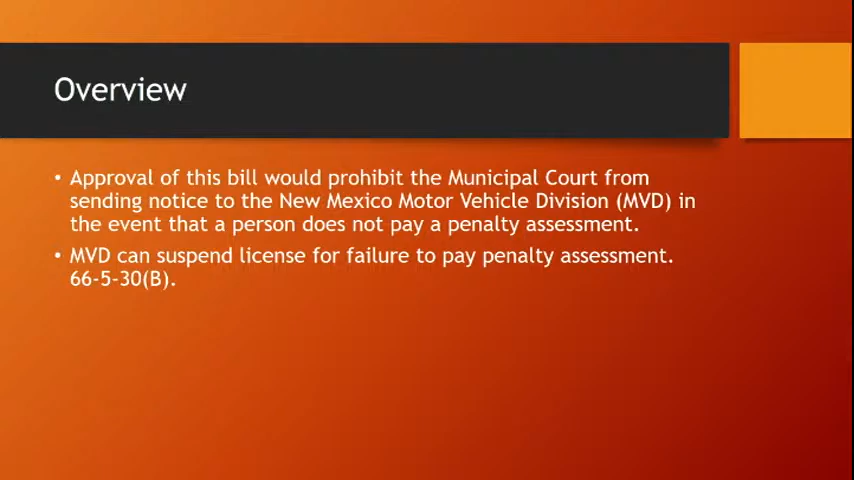 Overview
• Approval of this bill would prohibit the Municipal Court from
sending notice to the New Mexico Motor Vehicle Division (MVD) in
the event that a person does not pay a penalty assessment.
• MVD can suspend license for failure to pay penalty assessment.
66-5-30(B).